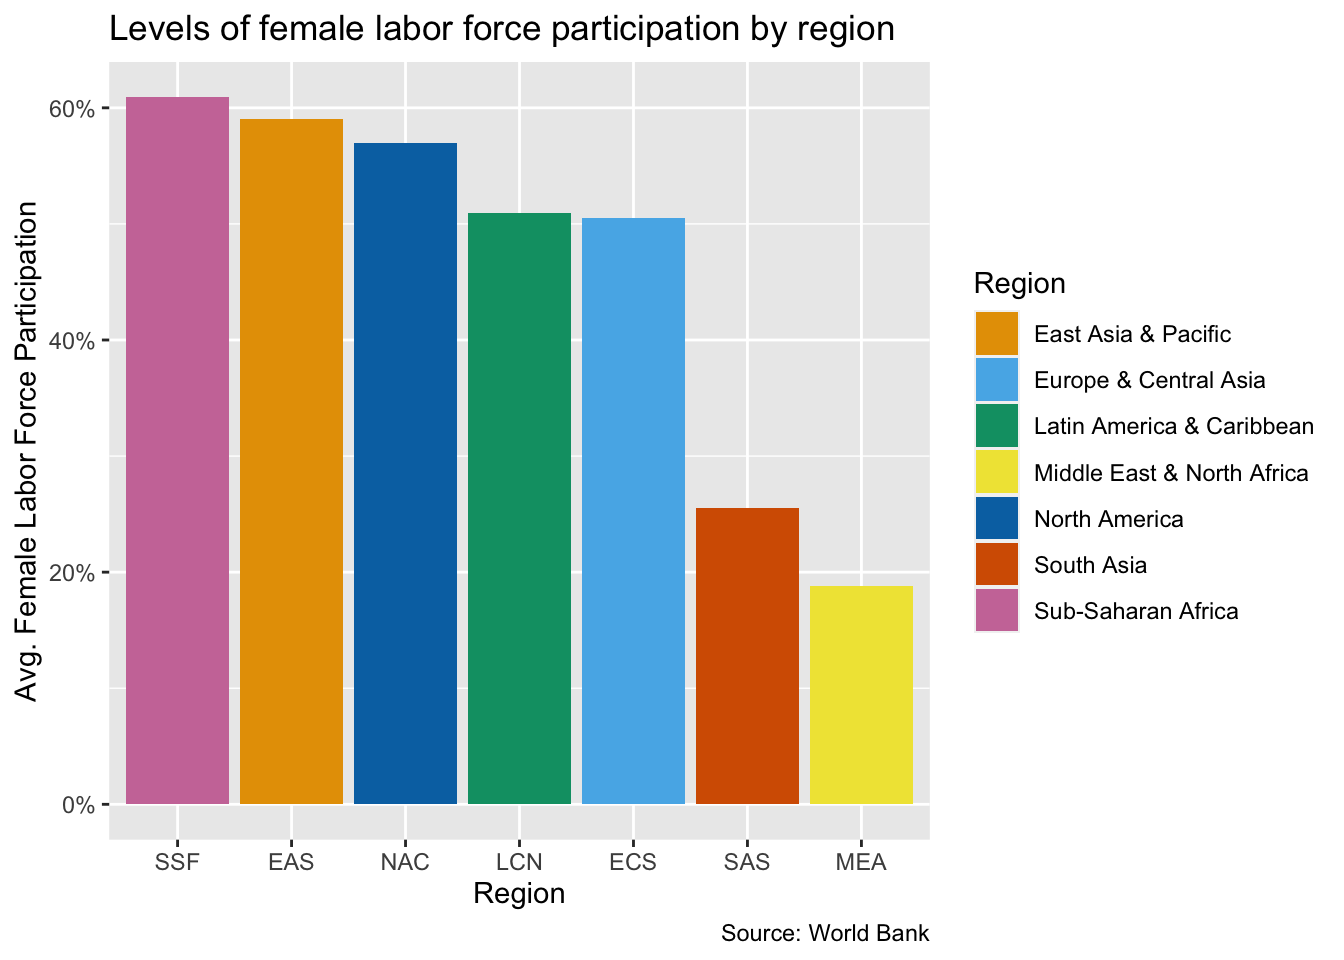 Levels of female labor force participation by region
Avg. Female Labor Force Participation
60%
40%
20%
0%
SSF EAS NAC LCN ECS SAS MEA
Region
Source: World Bank
Region
East Asia & Pacific
Europe & Central Asia
Latin America & Caribbean
Middle East & North Africa
North America
South Asia
Sub-Saharan Africa